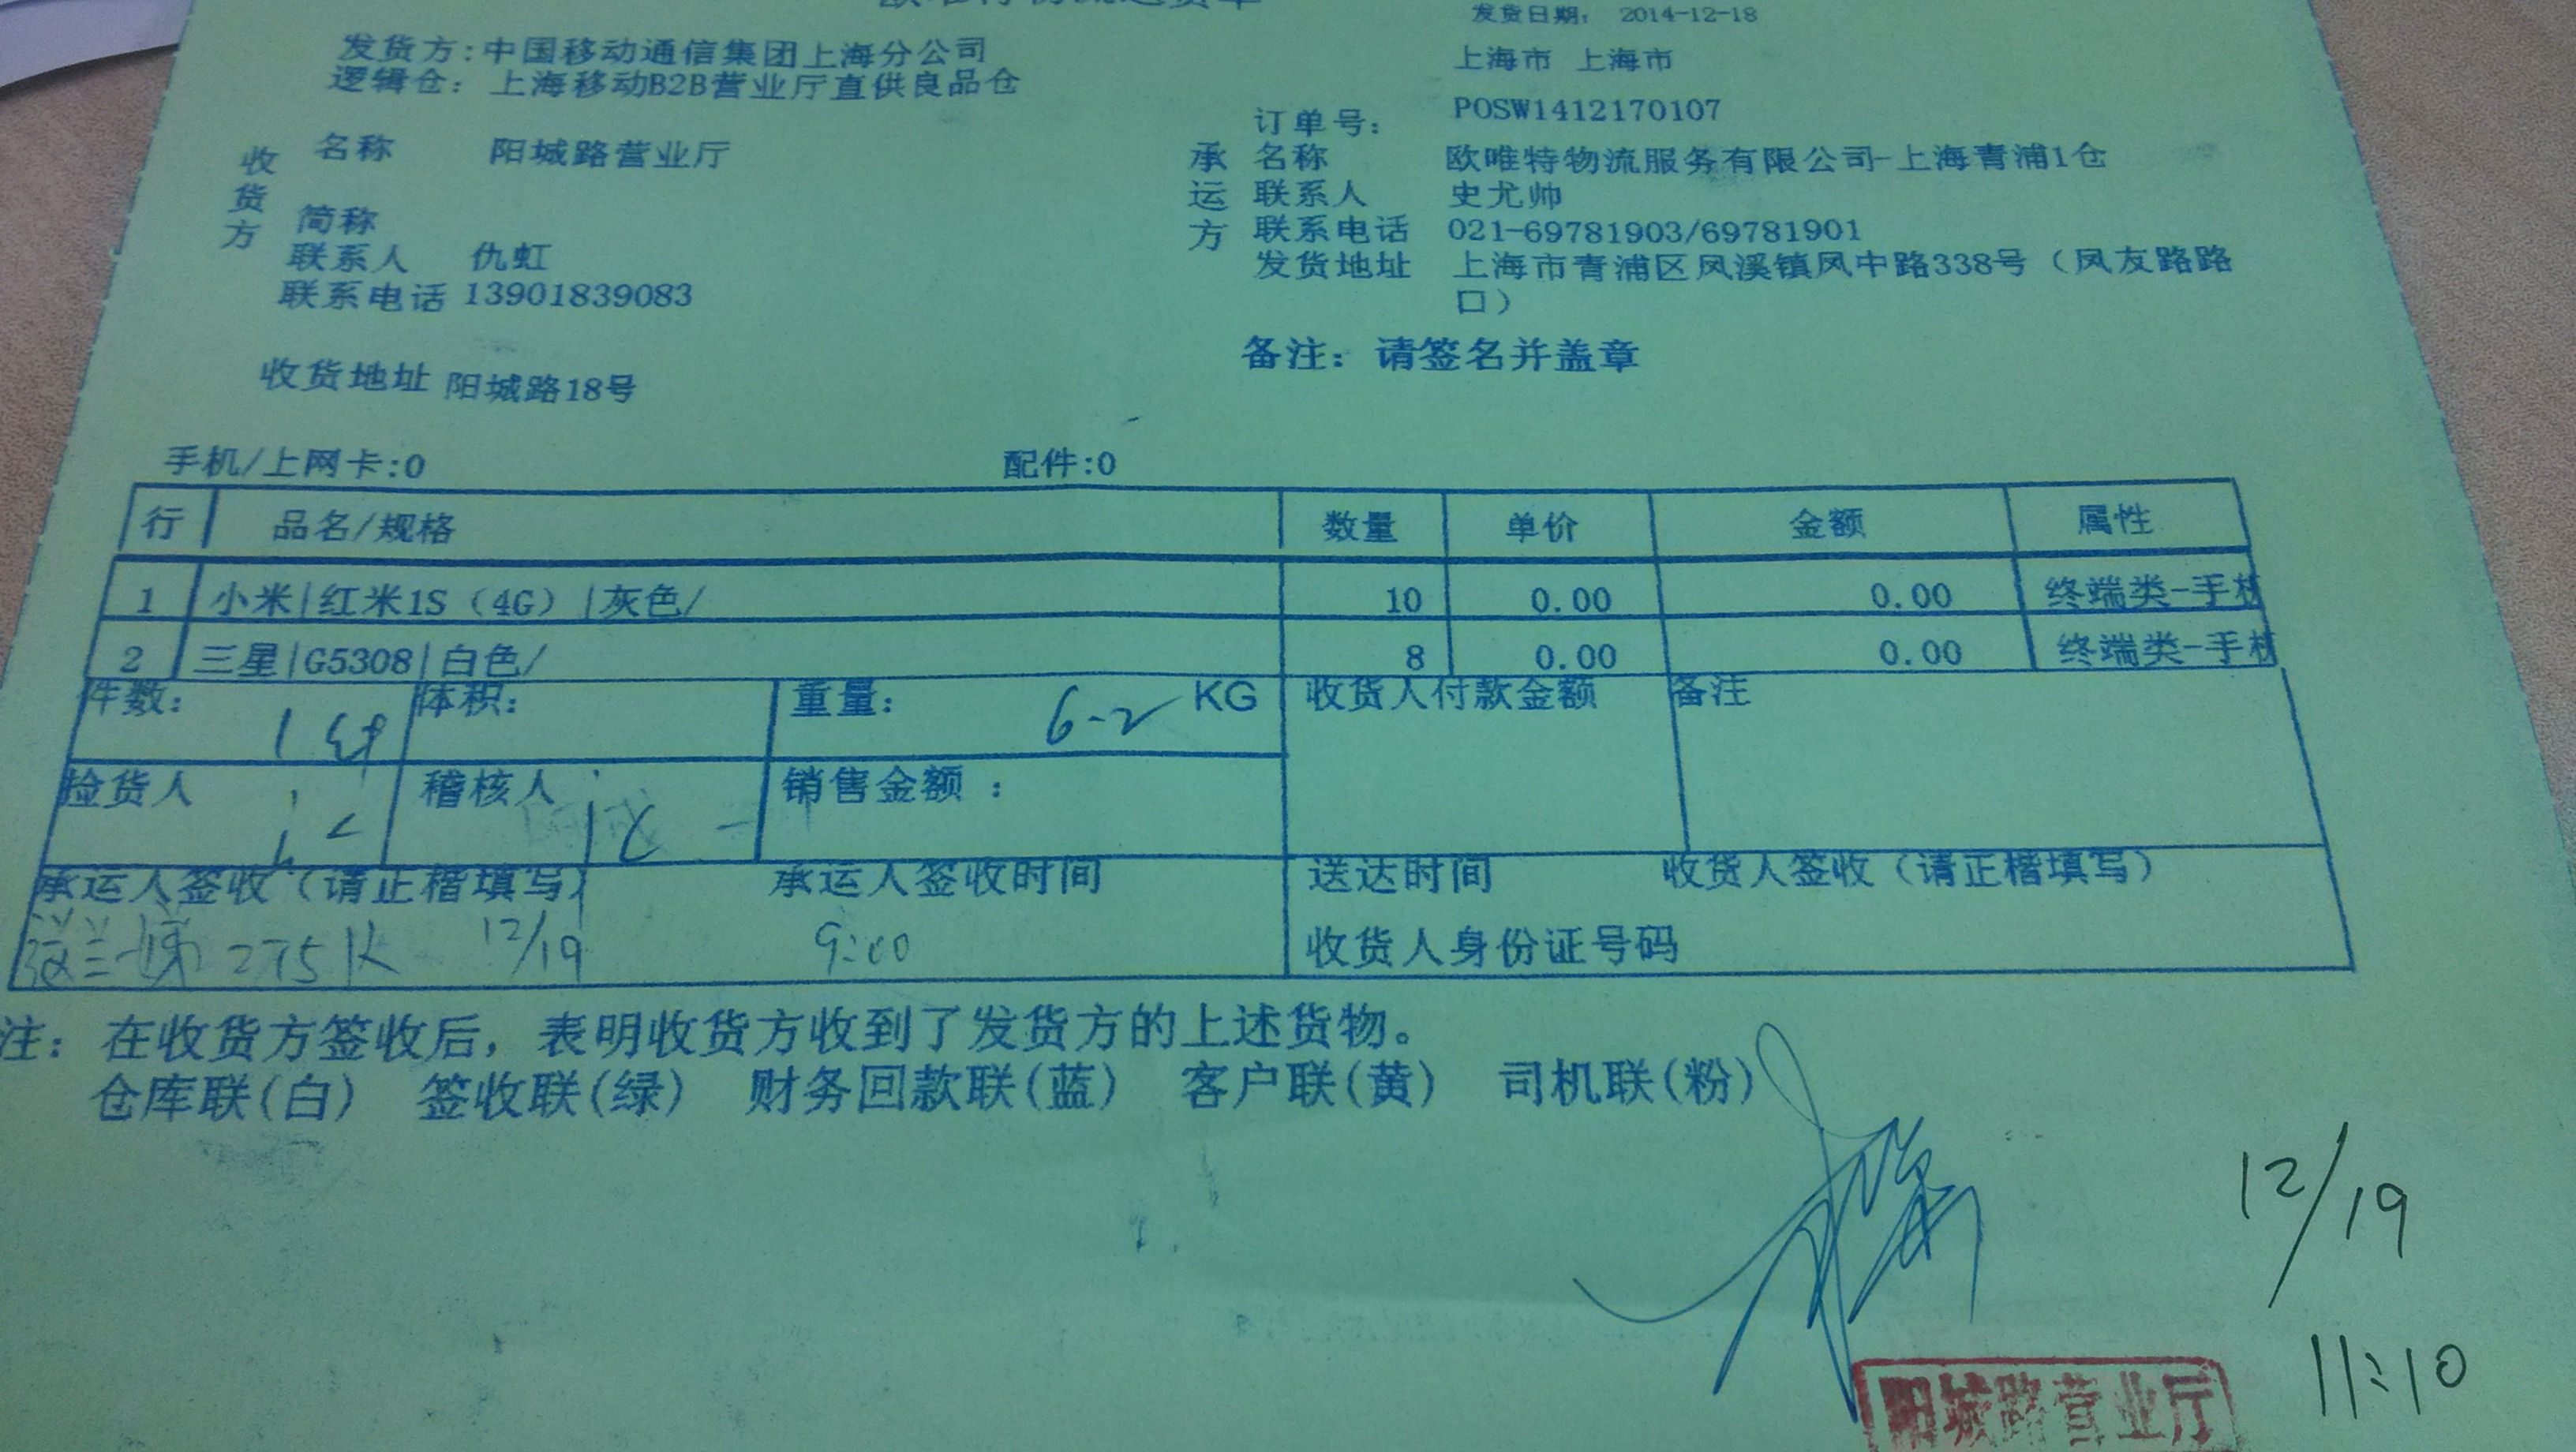 发货日期: 2014-12-18
发货方:中国移动通信集团上海分公司
上海市 上海市
逻辑仓: 上海移动B2B营业厅直供良品仓
订单号: POSW1412170107
收货方
名称 阳城路营业厅
简称
联系人 仇虹
联系电话 13901839083
收货地址 阳城路18号
承运方
名称 欧唯特物流服务有限公司-上海青浦1仓
联系人 史尤帅
联系电话 021-69781903/69781901
发货地址 上海市青浦区凤溪镇凤中路338号（凤友路路
口）
备注: 请签名并盖章
手机/上网卡:0 配件:0
行 品名/规格 数量 单价 金额 属性
1 小米|红米1S（4G）|灰色/ 10 0.00 0.00 终端类-手机
2 三星|G5308|白色/ 8 0.00 0.00 终端类-手机
件数: 体积: 重量: 6-2 KG 收货人付款金额 备注
捡货人 稽核人 销售金额 :
承运人签收（请正楷填写） 承运人签收时间 送达时间 收货人签收（请正楷填写）
275 12/19 9:00 收货人身份证号码
注: 在收货方签收后，表明收货方收到了发货方的上述货物。
仓库联(白) 签收联(绿) 财务回款联(蓝) 客户联(黄) 司机联(粉)
12/19
11:10
阳城路营业厅